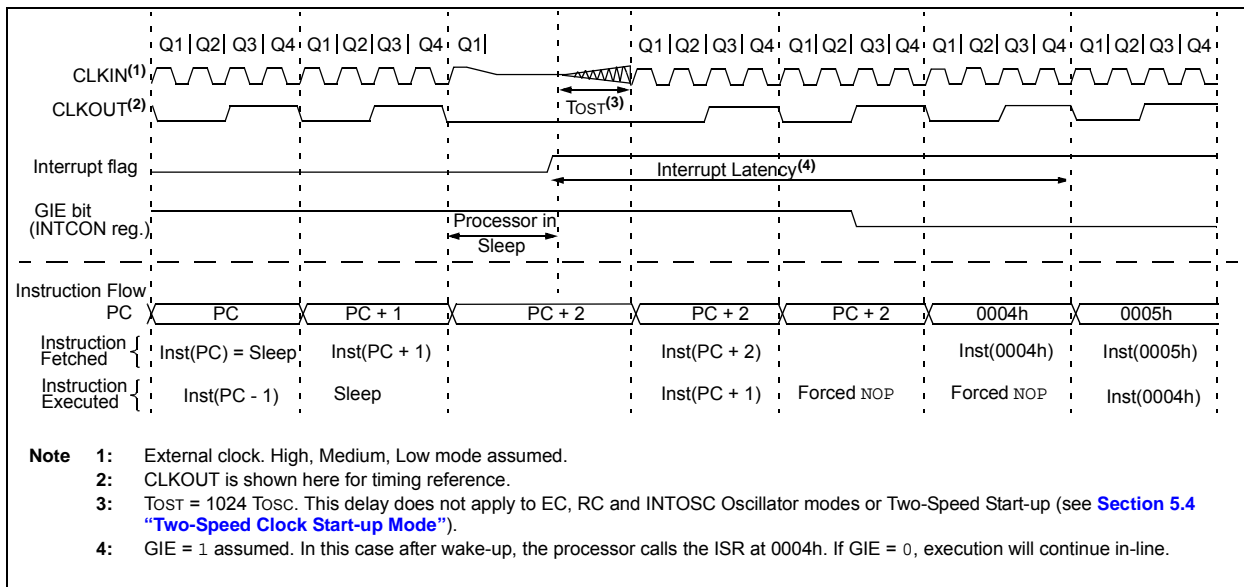 Q1 Q2 Q3 Q4 Q1 Q2 Q3 Q4 Q1 Q1 Q2 Q3 Q4 Q1 Q2 Q3 Q4 Q1 Q2 Q3 Q4 Q1 Q2 Q3 Q4
CLKIN(1)
CLKOUT(2)
TOST(3)
Interrupt flag
Interrupt Latency(4)
GIE bit
(INTCON reg.)
Processor in
Sleep
Instruction Flow
PC PC PC + 1 PC + 2 PC + 2 PC + 2 0004h 0005h
Instruction
Fetched { Inst(PC) = Sleep Inst(PC + 1) Inst(PC + 2) Inst(0004h) Inst(0005h)
Instruction
Executed { Inst(PC - 1) Sleep Inst(PC + 1) Forced NOP Forced NOP Inst(0004h)
Note 1: External clock. High, Medium, Low mode assumed.
2: CLKOUT is shown here for timing reference.
3: TOST = 1024 TOSC. This delay does not apply to EC, RC and INTOSC Oscillator modes or Two-Speed Start-up (see Section 5.4
“Two-Speed Clock Start-up Mode”).
4: GIE = 1 assumed. In this case after wake-up, the processor calls the ISR at 0004h. If GIE = 0, execution will continue in-line.